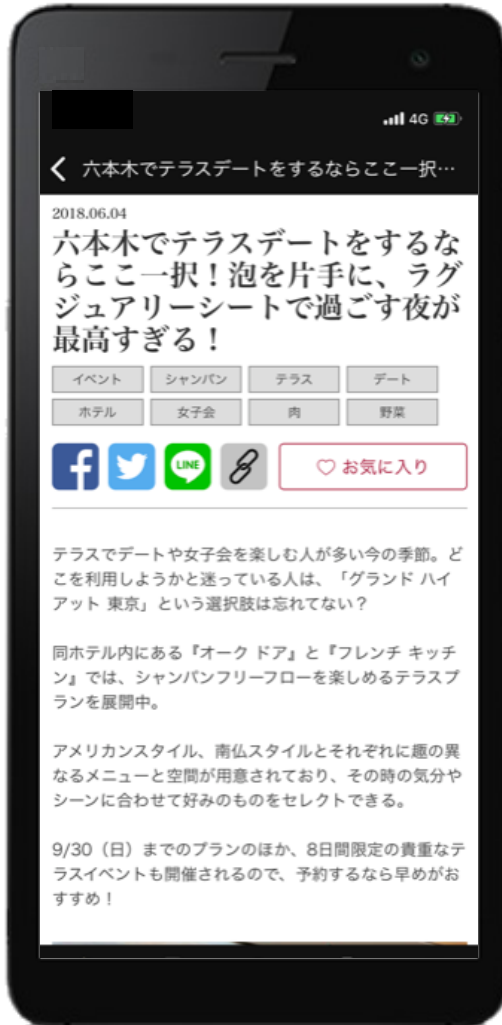 4G
六本木でテラスデートをするならここ一択…
2018.06.04
六本木でテラスデートをするな
らここ一択！泡を片手に、ラグ
ジュアリーシートで過ごす夜が
最高すぎる！
イベント シャンパン テラス デート
ホテル 女子会 肉 野菜
LINE
♡ お気に入り
テラスでデートや女子会を楽しむ人が多い今の季節。ど
こを利用しようかと迷っている人は、「グランド ハイ
アット 東京」という選択肢は忘れてない？
同ホテル内にある『オーク ドア』と『フレンチ キッチ
ン』では、シャンパンフリーフローを楽しめるテラスプ
ランを展開中。
アメリカンスタイル、南仏スタイルとそれぞれに趣の異
なるメニューと空間が用意されており、その時の気分や
シーンに合わせて好みのものをセレクトできる。
9/30（日）までのプランのほか、8日間限定の貴重なテ
ラスイベントも開催されるので、予約するなら早めがお
すすめ！